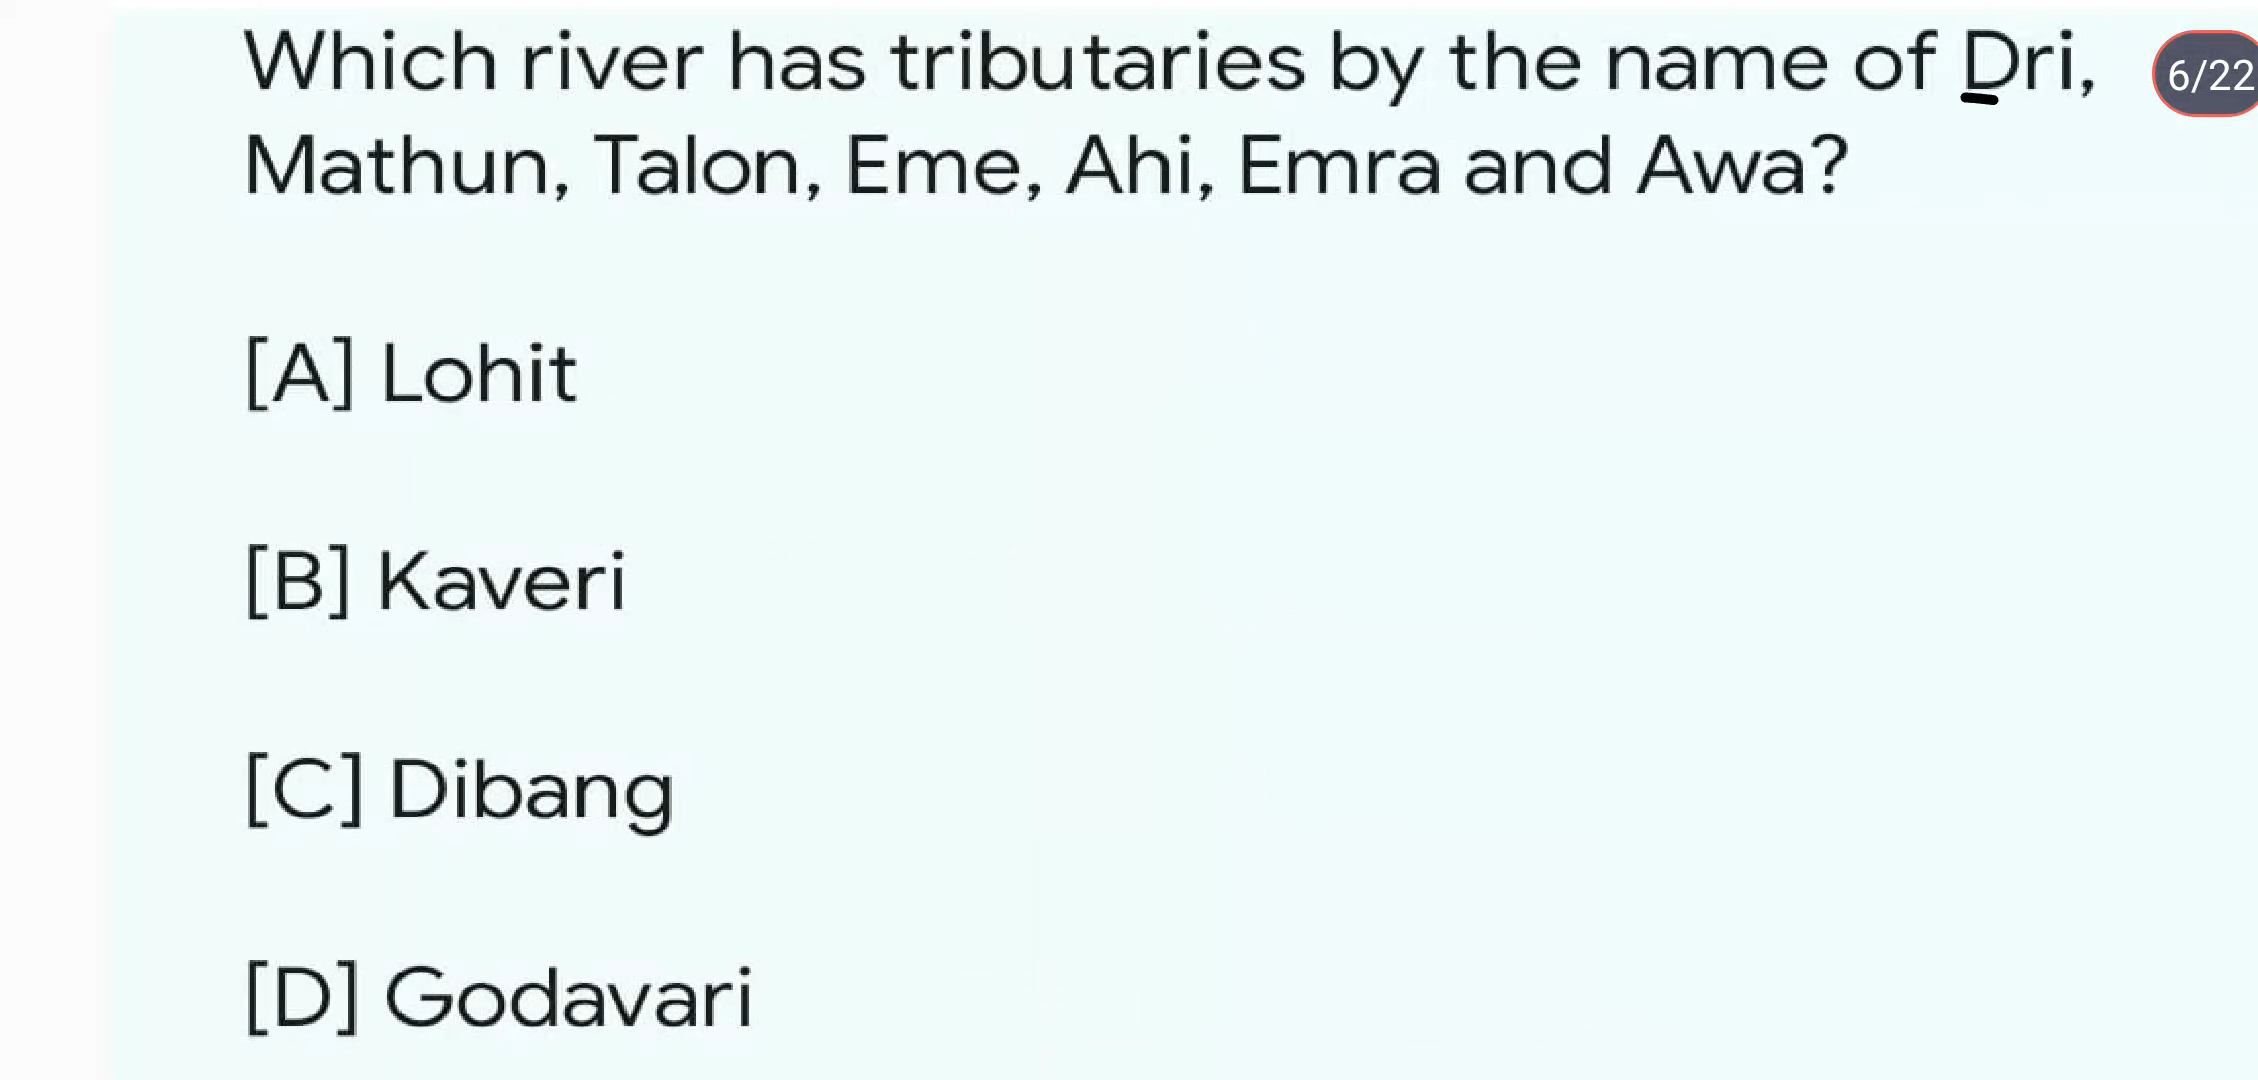 Which river has tributaries by the name of Dri,
6/22
Mathun, Talon, Eme, Ahi, Emra and Awa?
[A] Lohit
[B] Kaveri
[C] Dibang
[D] Godavari